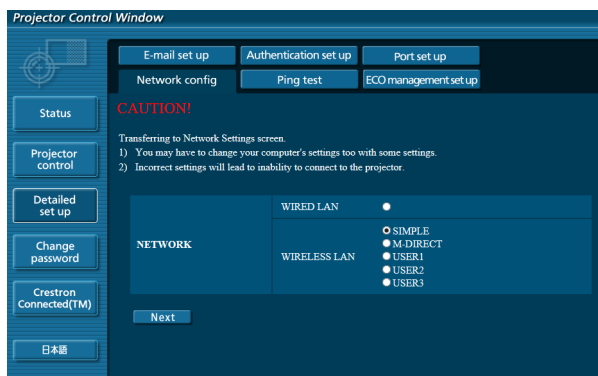 Projector Control Window
E-mail set up
Authentication set up
Port set up
Network config
Ping test
ECO management set up
Status
Projector
control
Detailed
set up
Change
password
Crestron
Connected(TM)
日本語
CAUTION!
Transferring to Network Settings screen.
1) You may have to change your computer's settings too with some settings.
2) Incorrect settings will lead to inability to connect to the projector.
NETWORK
WIRED LAN
WIRELESS LAN
SIMPLE
M-DIRECT
USER1
USER2
USER3
Next